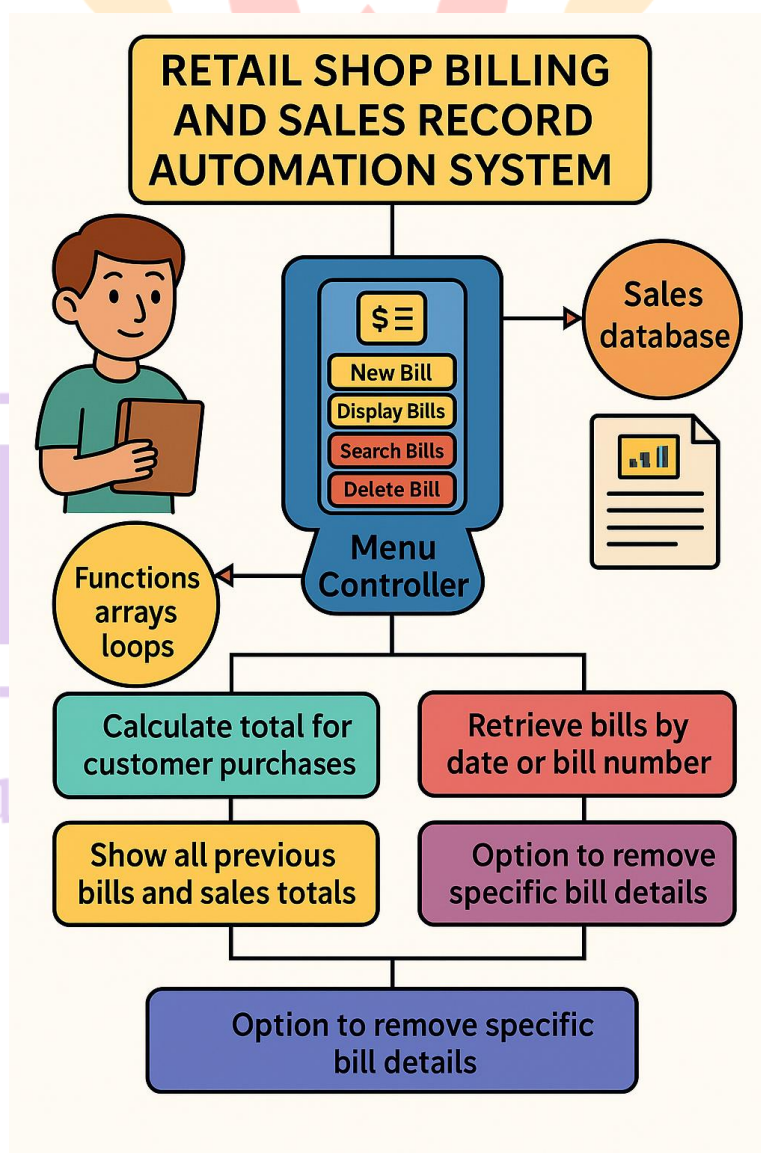 RETAIL SHOP BILLING
AND SALES RECORD
AUTOMATION SYSTEM
$
New Bill
Display Bills
Search Bills
Delete Bill
Menu
Controller
Sales
database
Functions
arrays
loops
Calculate total for
customer purchases
Retrieve bills by
date or bill number
Show all previous
bills and sales totals
Option to remove
specific bill details
Option to remove specific
bill details